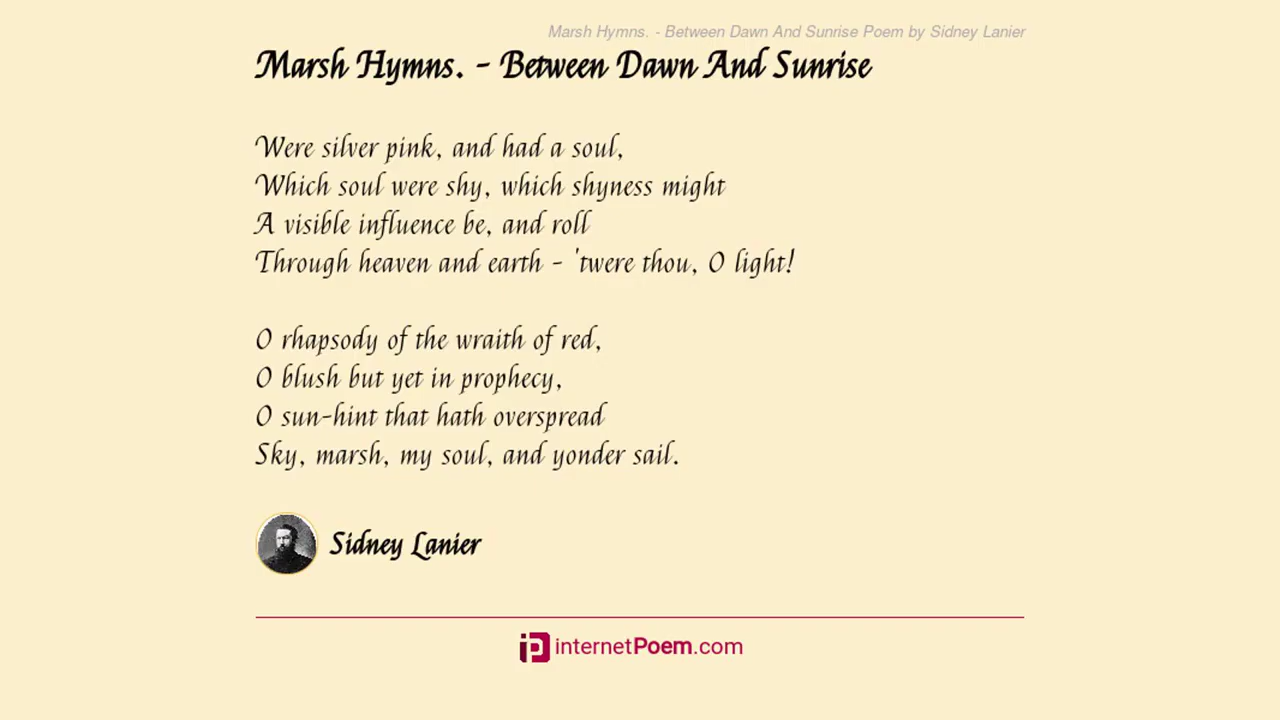 Marsh Hymns. - Between Dawn And Sunrise Poem by Sidney Lanier
Marsh Hymns. - Between Dawn And Sunrise
Were silver pink, and had a soul,
Which soul were shy, which shyness might
A visible influence be, and roll
Through heaven and earth - 'twere thou, O light!
O rhapsody of the wraith of red,
O blush but yet in prophecy,
O sun-hint that hath overspread
Sky, marsh, my soul, and yonder sail.
Sidney Lanier
internetPoem.com